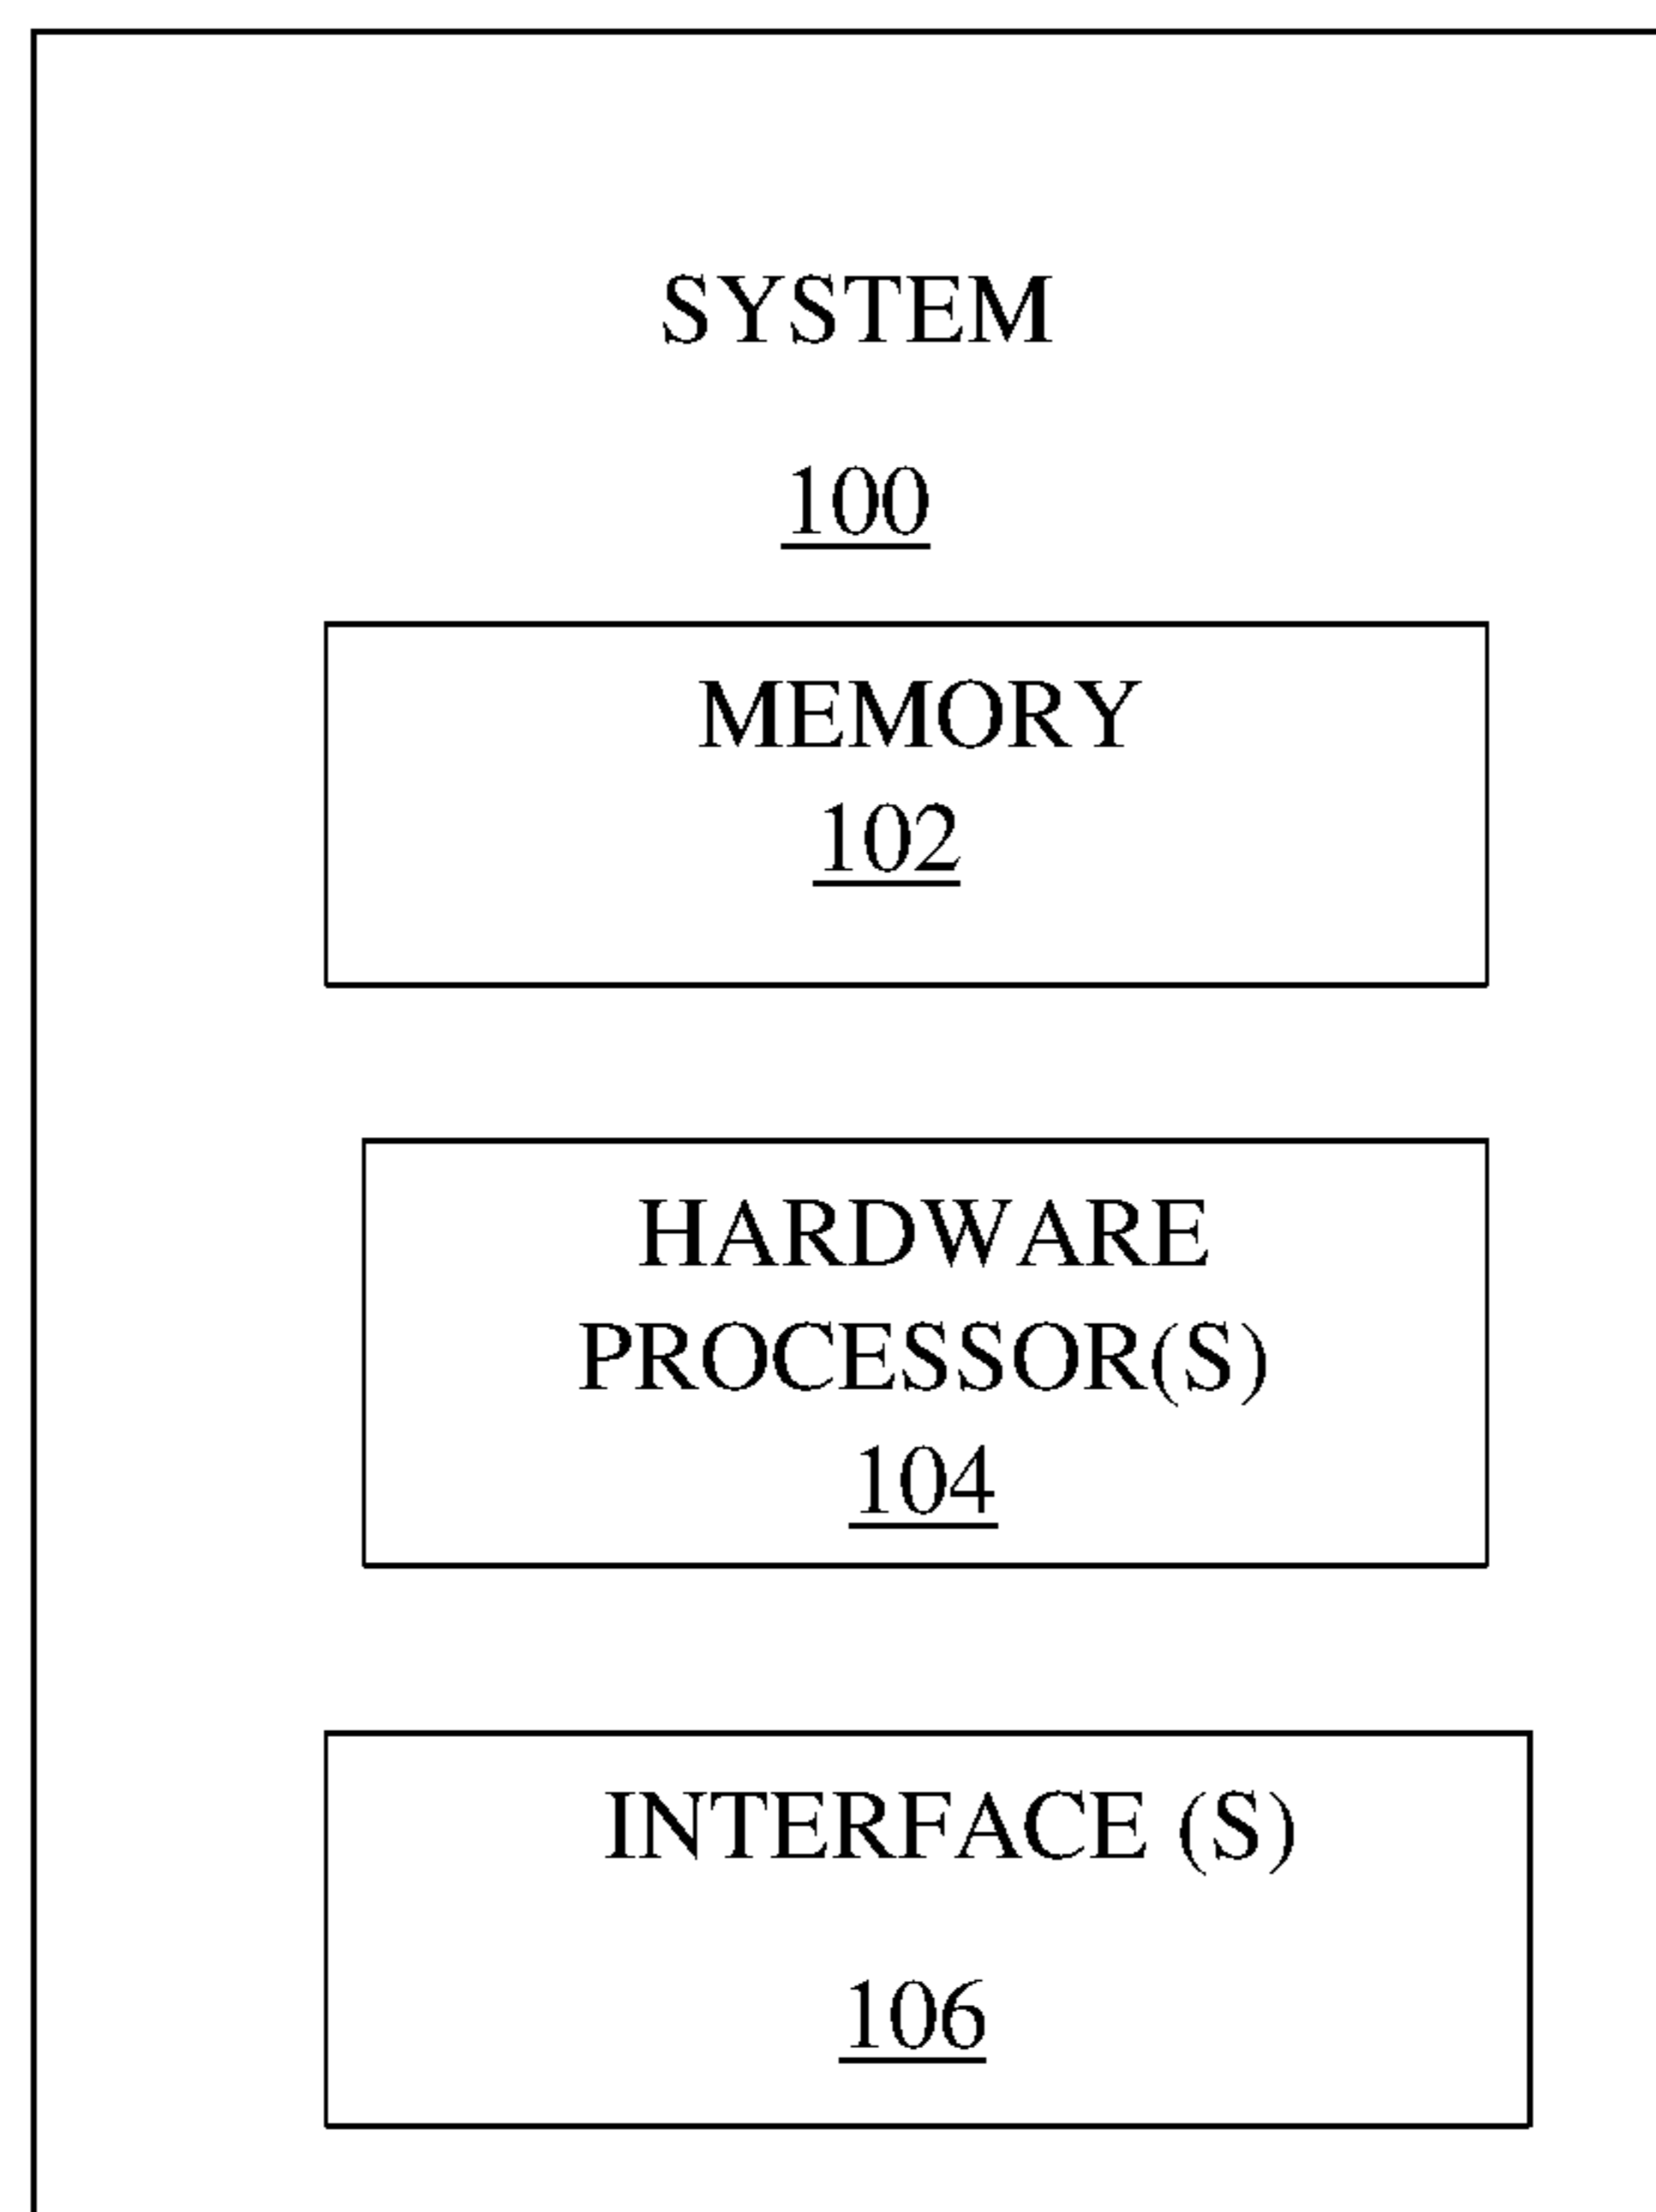 SYSTEM
100
MEMORY
102
HARDWARE
PROCESSOR(S)
104
INTERFACE (S)
106